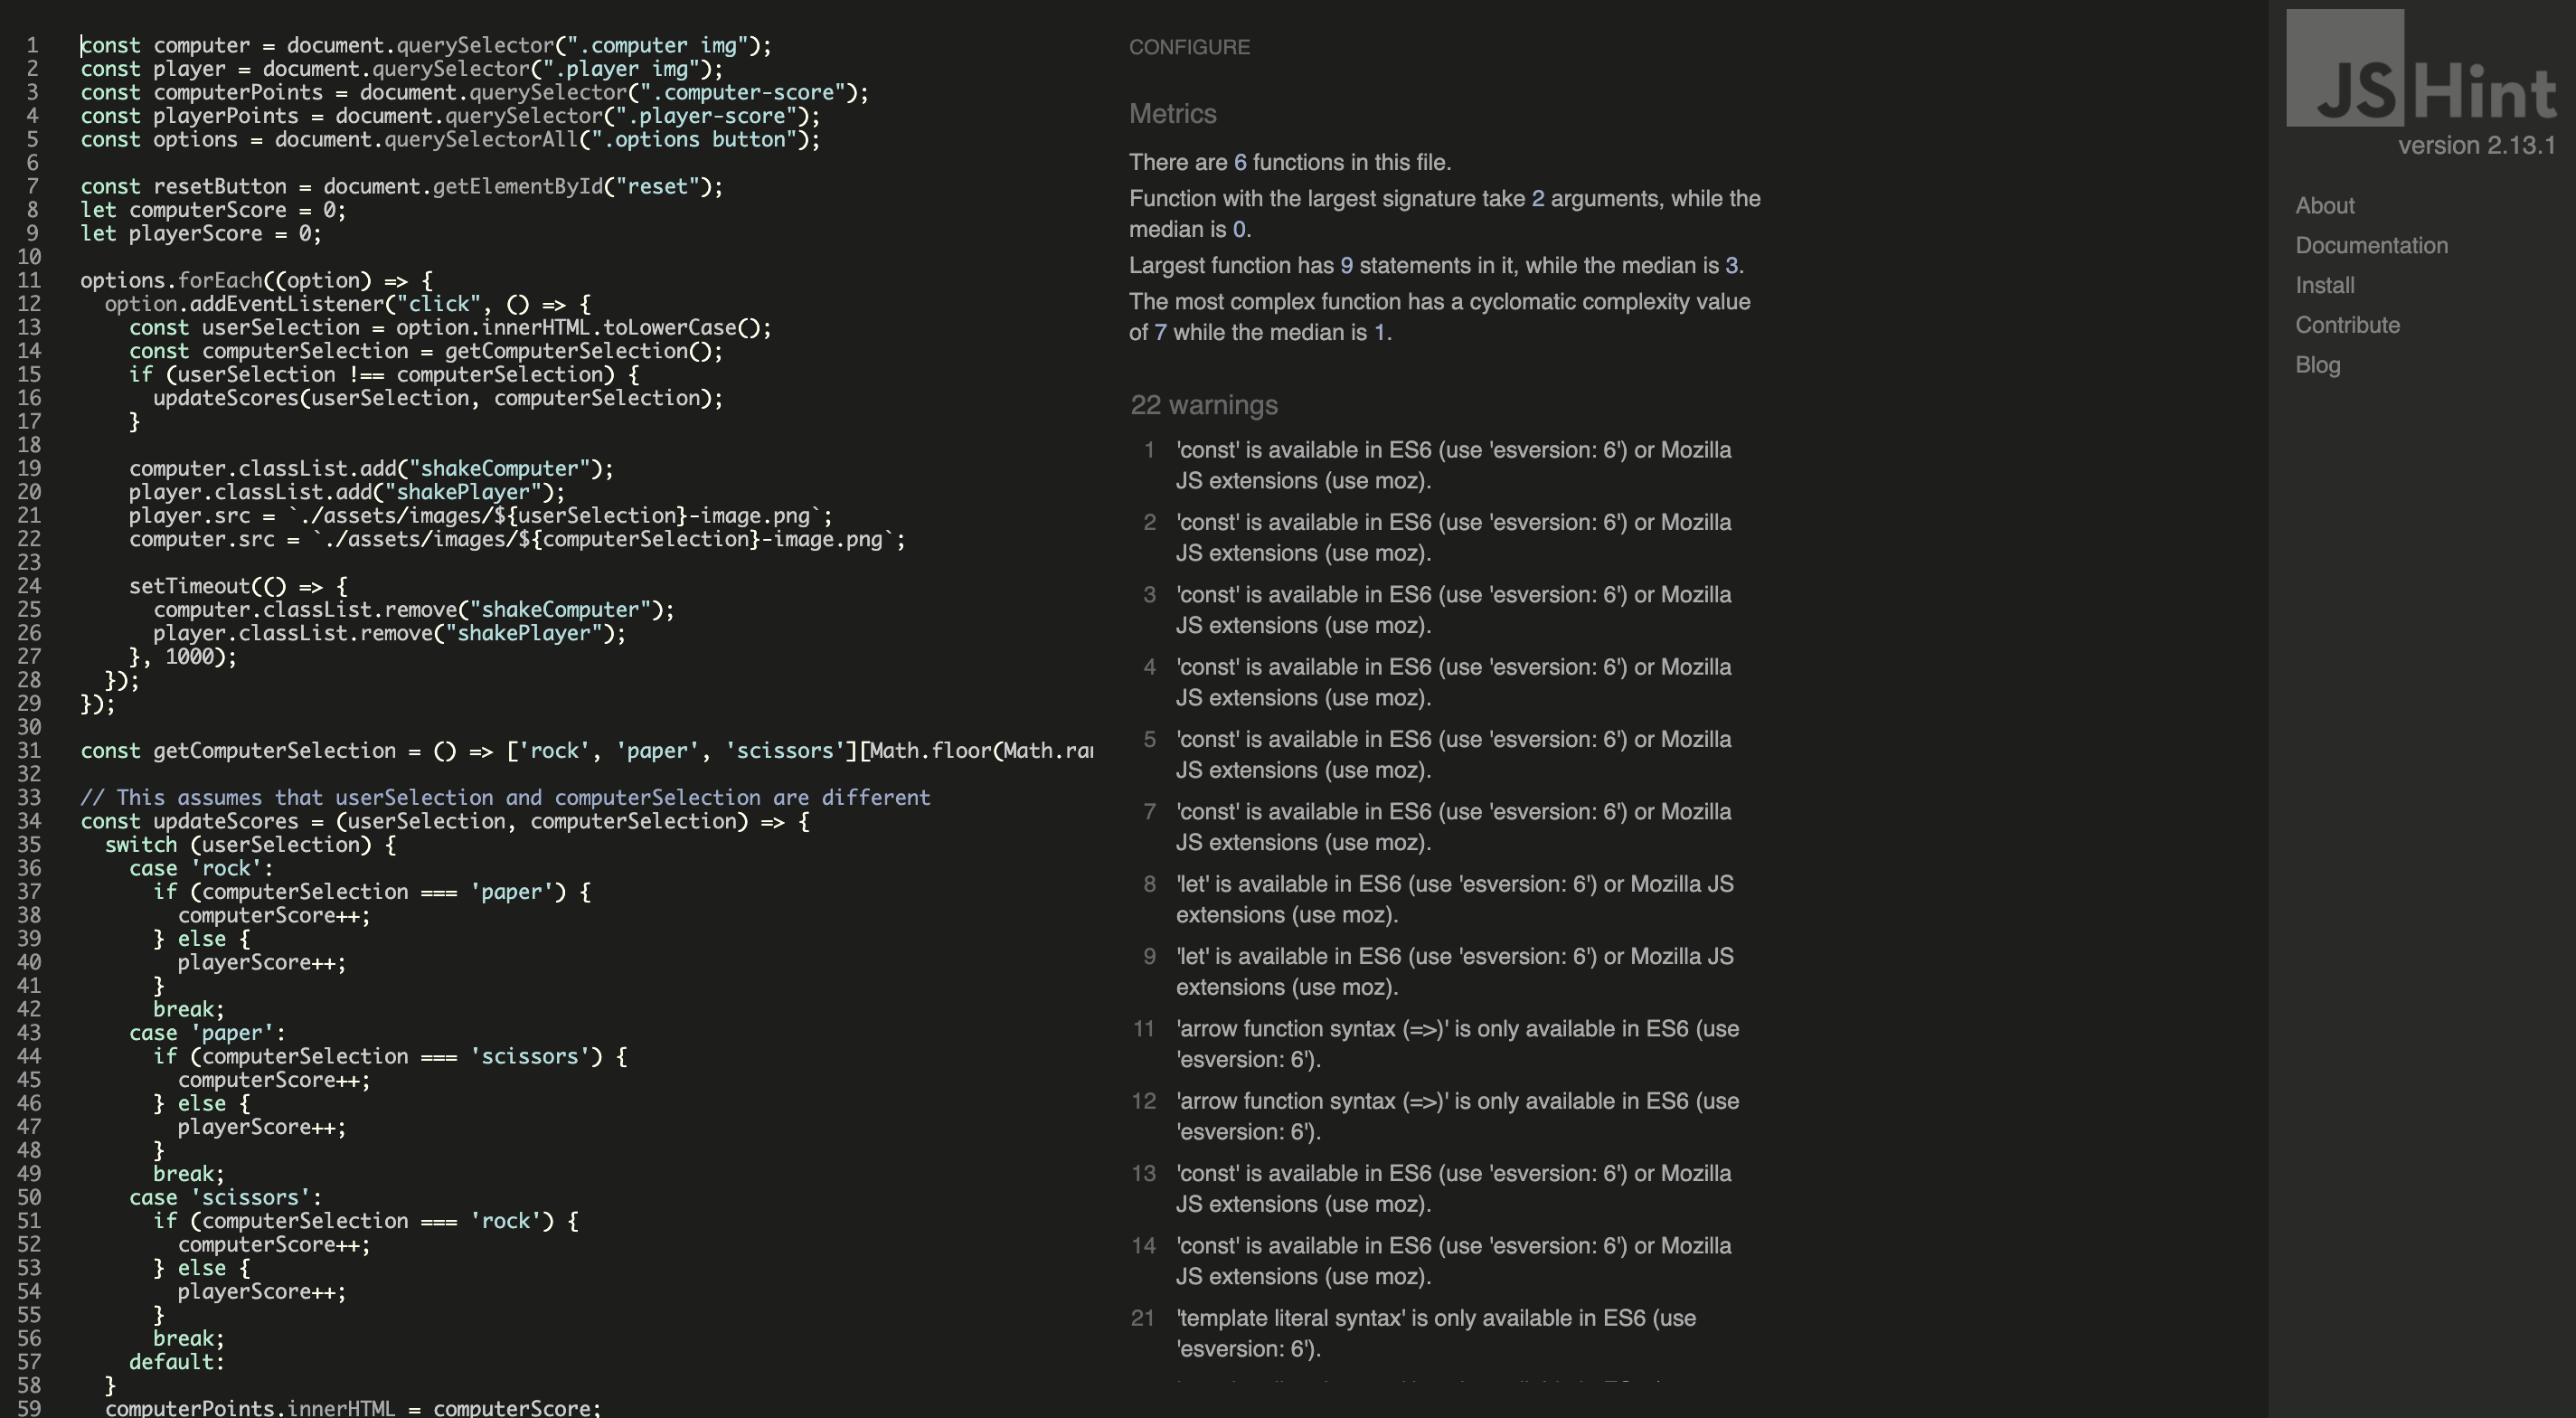 1 const computer = document.querySelector(".computer img");
2 const player = document.querySelector(".player img");
3 const computerPoints = document.querySelector(".computer-score");
4 const playerPoints = document.querySelector(".player-score");
5 const options = document.querySelectorAll(".options button");
6
7 const resetButton = document.getElementById("reset");
8 let computerScore = 0;
9 let playerScore = 0;
10
11 options.forEach((option) => {
12 option.addEventListener("click", () => {
13 const userSelection = option.innerHTML.toLowerCase();
14 const computerSelection = getComputerSelection();
15 if (userSelection !== computerSelection) {
16 updateScores(userSelection, computerSelection);
17 }
18
19 computer.classList.add("shakeComputer");
20 player.classList.add("shakePlayer");
21 player.src = `./assets/images/${userSelection}-image.png`;
22 computer.src = `./assets/images/${computerSelection}-image.png`;
23
24 setTimeout(() => {
25 computer.classList.remove("shakeComputer");
26 player.classList.remove("shakePlayer");
27 }, 1000);
28 });
29 });
30
31 const getComputerSelection = () => ['rock', 'paper', 'scissors'][Math.floor(Math.ran
32
33 // This assumes that userSelection and computerSelection are different
34 const updateScores = (userSelection, computerSelection) => {
35 switch (userSelection) {
36 case 'rock':
37 if (computerSelection === 'paper') {
38 computerScore++;
39 } else {
40 playerScore++;
41 }
42 break;
43 case 'paper':
44 if (computerSelection === 'scissors') {
45 computerScore++;
46 } else {
47 playerScore++;
48 }
49 break;
50 case 'scissors':
51 if (computerSelection === 'rock') {
52 computerScore++;
53 } else {
54 playerScore++;
55 }
56 break;
57 default:
58 }
59 computerPoints.innerHTML = computerScore;
CONFIGURE
Metrics
There are 6 functions in this file.
Function with the largest signature take 2 arguments, while the
median is 0.
Largest function has 9 statements in it, while the median is 3.
The most complex function has a cyclomatic complexity value
of 7 while the median is 1.
22 warnings
1 'const' is available in ES6 (use 'esversion: 6') or Mozilla
JS extensions (use moz).
2 'const' is available in ES6 (use 'esversion: 6') or Mozilla
JS extensions (use moz).
3 'const' is available in ES6 (use 'esversion: 6') or Mozilla
JS extensions (use moz).
4 'const' is available in ES6 (use 'esversion: 6') or Mozilla
JS extensions (use moz).
5 'const' is available in ES6 (use 'esversion: 6') or Mozilla
JS extensions (use moz).
7 'const' is available in ES6 (use 'esversion: 6') or Mozilla
JS extensions (use moz).
8 'let' is available in ES6 (use 'esversion: 6') or Mozilla JS
extensions (use moz).
9 'let' is available in ES6 (use 'esversion: 6') or Mozilla JS
extensions (use moz).
11 'arrow function syntax (=>)' is only available in ES6 (use
'esversion: 6').
12 'arrow function syntax (=>)' is only available in ES6 (use
'esversion: 6').
13 'const' is available in ES6 (use 'esversion: 6') or Mozilla
JS extensions (use moz).
14 'const' is available in ES6 (use 'esversion: 6') or Mozilla
JS extensions (use moz).
21 'template literal syntax' is only available in ES6 (use
'esversion: 6').
JSHint
version 2.13.1
About
Documentation
Install
Contribute
Blog